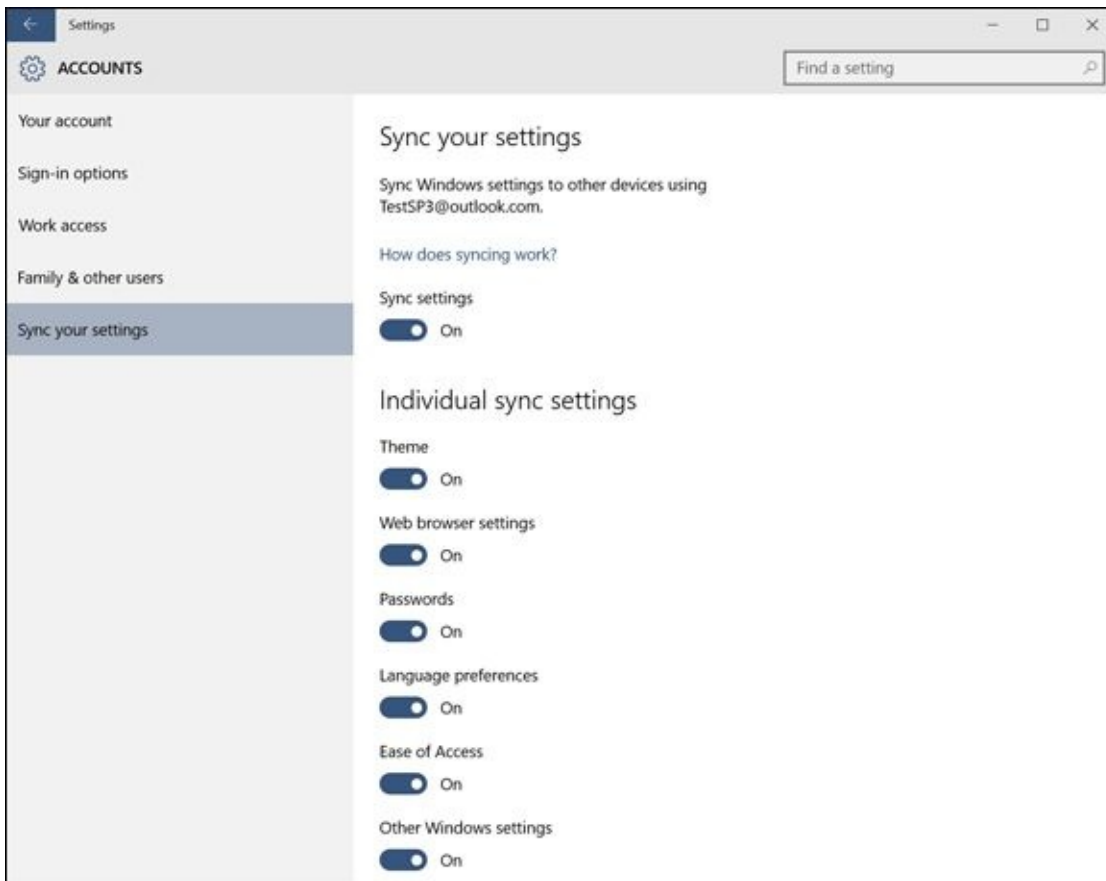 Settings
ACCOUNTS
Find a setting
Your account
Sign-in options
Work access
Family & other users
Sync your settings
Sync your settings
Sync Windows settings to other devices using
TestSP3@outlook.com.
How does syncing work?
Sync settings
On
Individual sync settings
Theme
On
Web browser settings
On
Passwords
On
Language preferences
On
Ease of Access
On
Other Windows settings
On